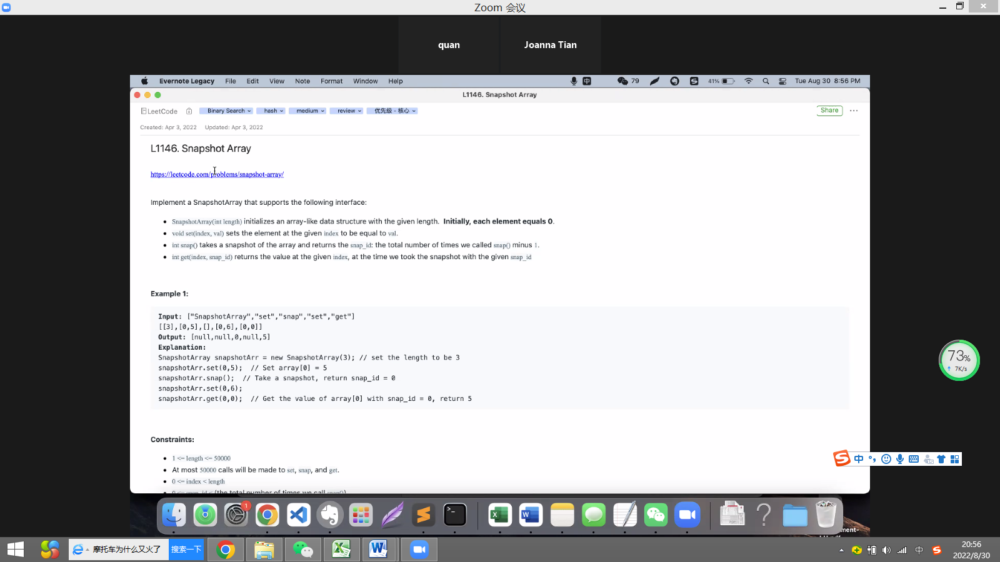 Zoom 会议
quan
Joanna Tian
Evernote Legacy File Edit View Note Format Window Help
中 79 S 41% Tue Aug 30 8:56 PM
L1146. Snapshot Array
LeetCode Binary Search hash medium review 优先级 - 核心 Share
Created: Apr 3, 2022 Updated: Apr 3, 2022
L1146. Snapshot Array
https://leetcode.com/problems/snapshot-array/
Implement a SnapshotArray that supports the following interface:
SnapshotArray(int length) initializes an array-like data structure with the given length. Initially, each element equals 0.
void set(index, val) sets the element at the given index to be equal to val.
int snap() takes a snapshot of the array and returns the snap_id: the total number of times we called snap() minus 1.
int get(index, snap_id) returns the value at the given index, at the time we took the snapshot with the given snap_id
Example 1:
Input: ["SnapshotArray","set","snap","set","get"]
[[3],[0,5],[],[0,6],[0,0]]
Output: [null,null,0,null,5]
Explanation:
SnapshotArray snapshotArr = new SnapshotArray(3); // set the length to be 3
snapshotArr.set(0,5);  // Set array[0] = 5
snapshotArr.snap();  // Take a snapshot, return snap_id = 0
snapshotArr.set(0,6);
snapshotArr.get(0,0);  // Get the value of array[0] with snap_id = 0, return 5
73%
7K/s
Constraints:
1 <= length <= 50000
At most 50000 calls will be made to set, snap, and get.
0 <= index < length
0 <= snap_id < (the total number of times we call snap())
S 中
1
摩托车为什么又火了 搜索一下
中 S 20:56
2022/8/30